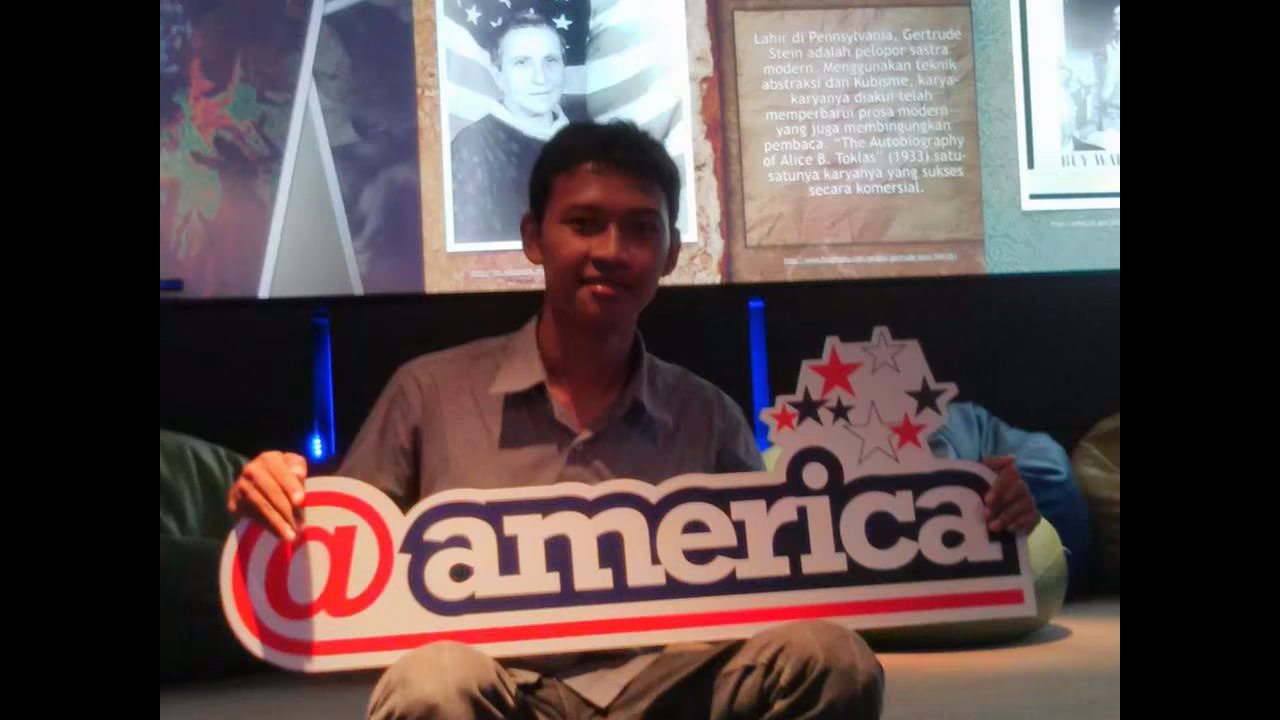 Lahir di Pennsylvania, Gertrude
Stein adalah pelopor sastra
modern. Menggunakan teknik
abstraksi dan Kubisme, karya-
karyanya diakui telah
memperbarui prosa modern
yang juga membingungkan
pembaca. "The Autobiography
of Alice B. Toklas" (1933) satu-
satunya karyanya yang sukses
secara komersial.
BUY WA
@america